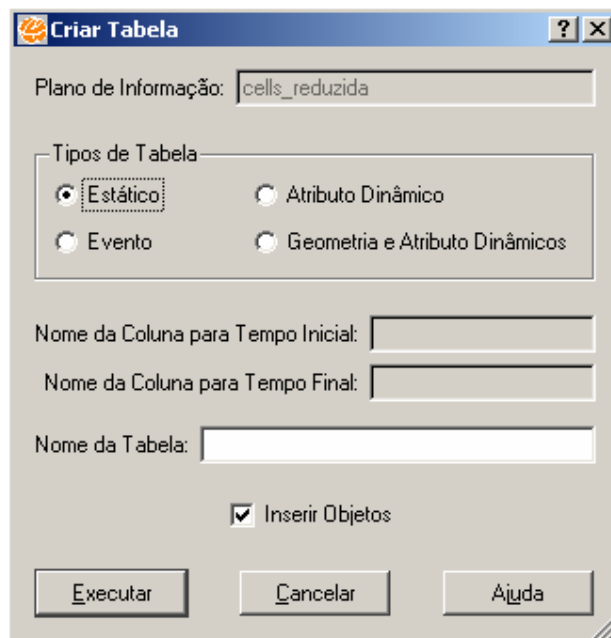 Criar Tabela
Plano de Informação: cells_reduzida
Tipos de Tabela
Estático Atributo Dinâmico
Evento Geometria e Atributo Dinâmicos
Nome da Coluna para Tempo Inicial:
Nome da Coluna para Tempo Final:
Nome da Tabela:
Inserir Objetos
Executar Cancelar Ajuda